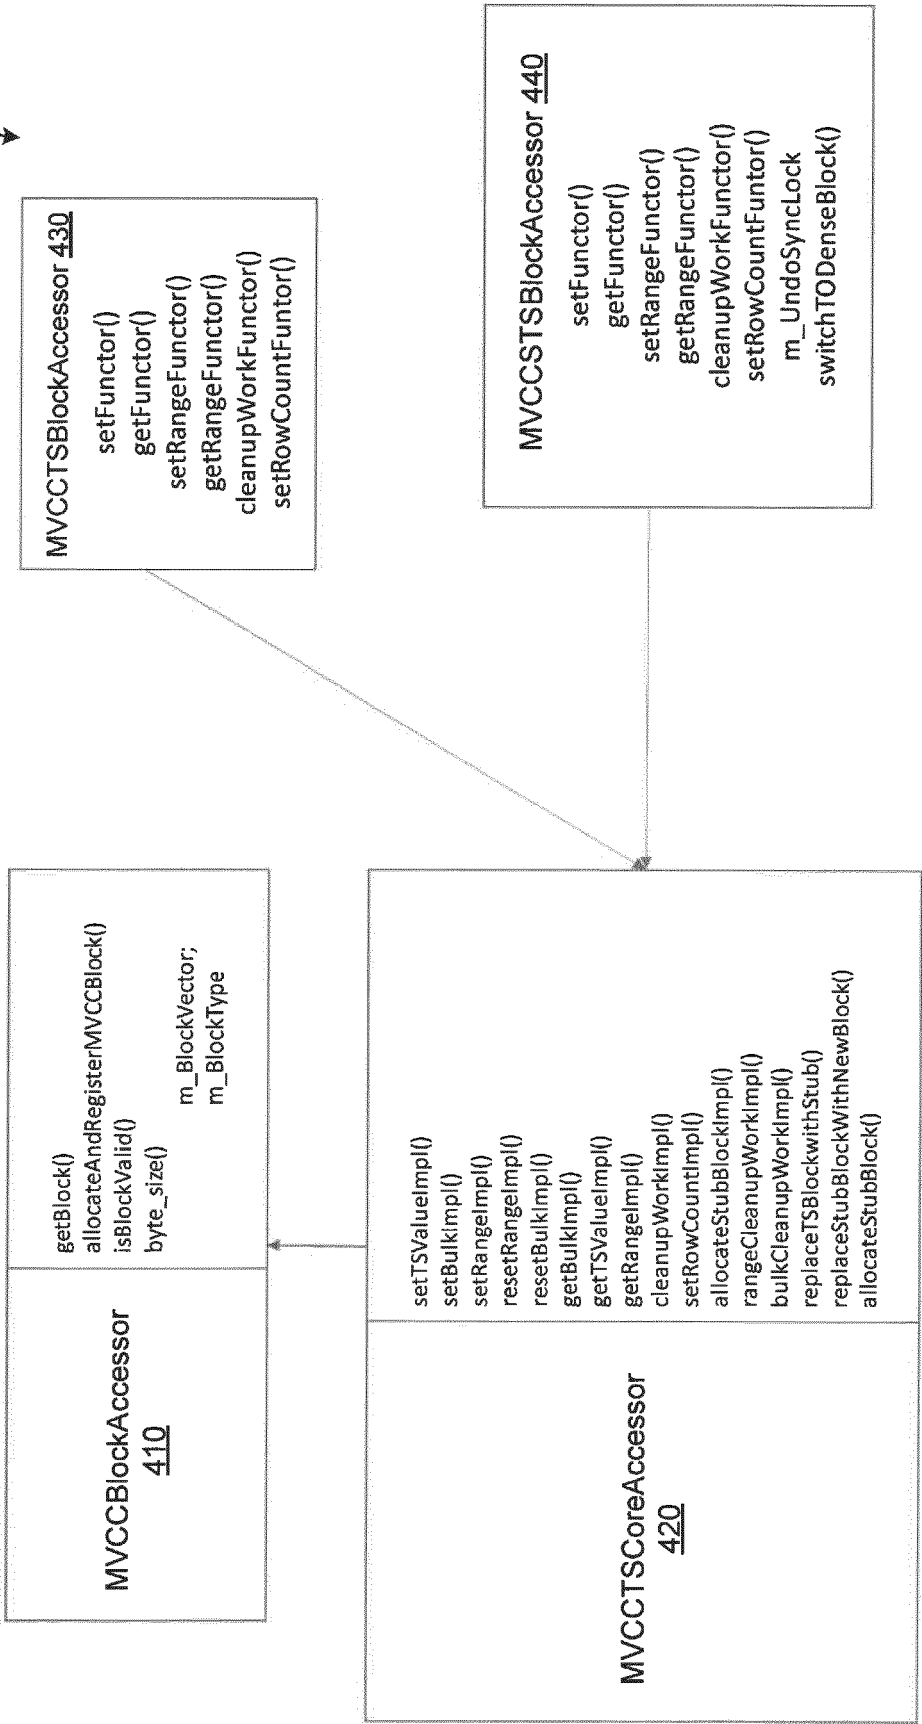 MVCCBlockAccessor
410
getBlock()
allocateAndRegisterMVCCBlock()
isBlockValid()
byte_size()
m_BlockVector;
m_BlockType
MVCCTSCoreAccessor
420
setTSValueImpl()
setBulkImpl()
setRangeImpl()
resetRangeImpl()
resetBulkImpl()
getBulkImpl()
getTSValueImpl()
getRangeImpl()
cleanupWorkImpl()
setRowCountImpl()
allocateStubBlockImpl()
rangeCleanupWorkImpl()
bulkCleanupWorkImpl()
replaceTSBlockwithStub()
replaceStubBlockWithNewBlock()
allocateStubBlock()
MVCCTSBlockAccessor 430
setFunctor()
getFunctor()
setRangeFunctor()
getRangeFunctor()
cleanupWorkFunctor()
setRowCountFuntor()
MVCCSTSBlockAccessor 440
setFunctor()
getFunctor()
setRangeFunctor()
getRangeFunctor()
cleanupWorkFunctor()
setRowCountFuntor()
m_UndoSyncLock
switchTODenseBlock()